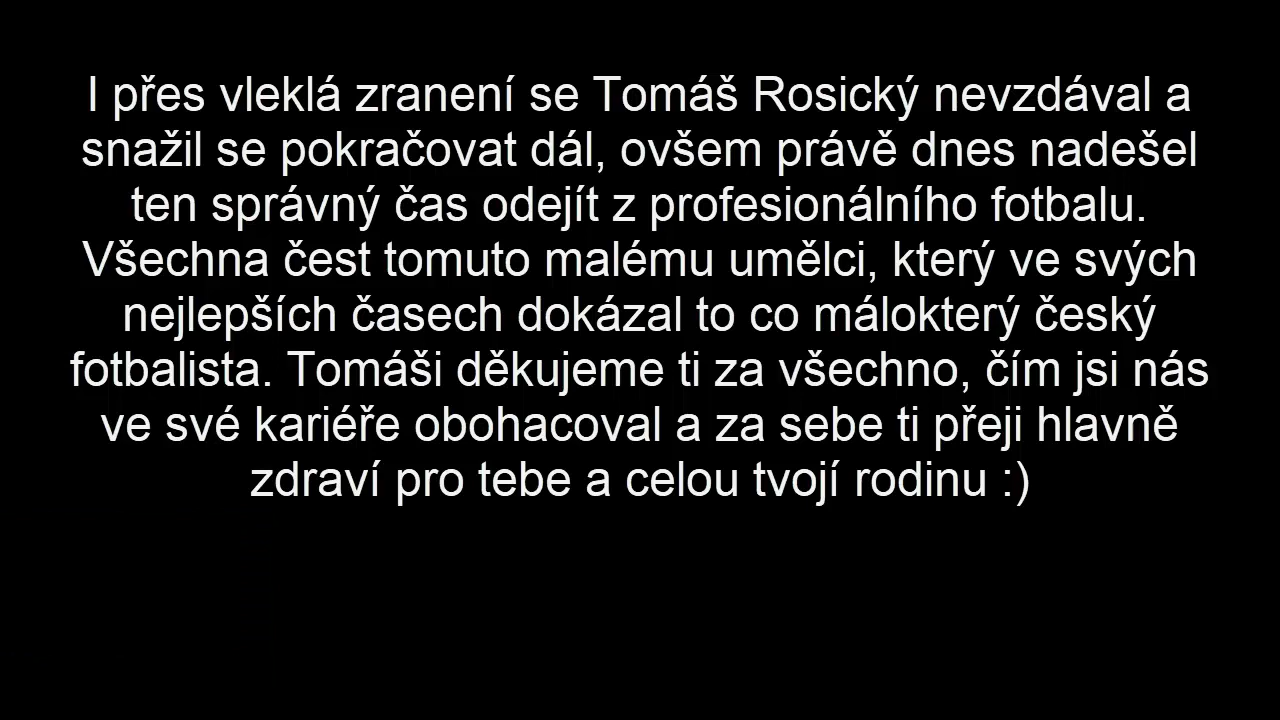 I přes vleklá zranení se Tomáš Rosický nevzdával a
snažil se pokračovat dál, ovšem právě dnes nadešel
ten správný čas odejít z profesionálního fotbalu.
Všechna čest tomuto malému umělci, který ve svých
nejlepších časech dokázal to co málokterý český
fotbalista. Tomáši děkujeme ti za všechno, čím jsi nás
ve své kariéře obohacoval a za sebe ti přeji hlavně
zdraví pro tebe a celou tvojí rodinu :)